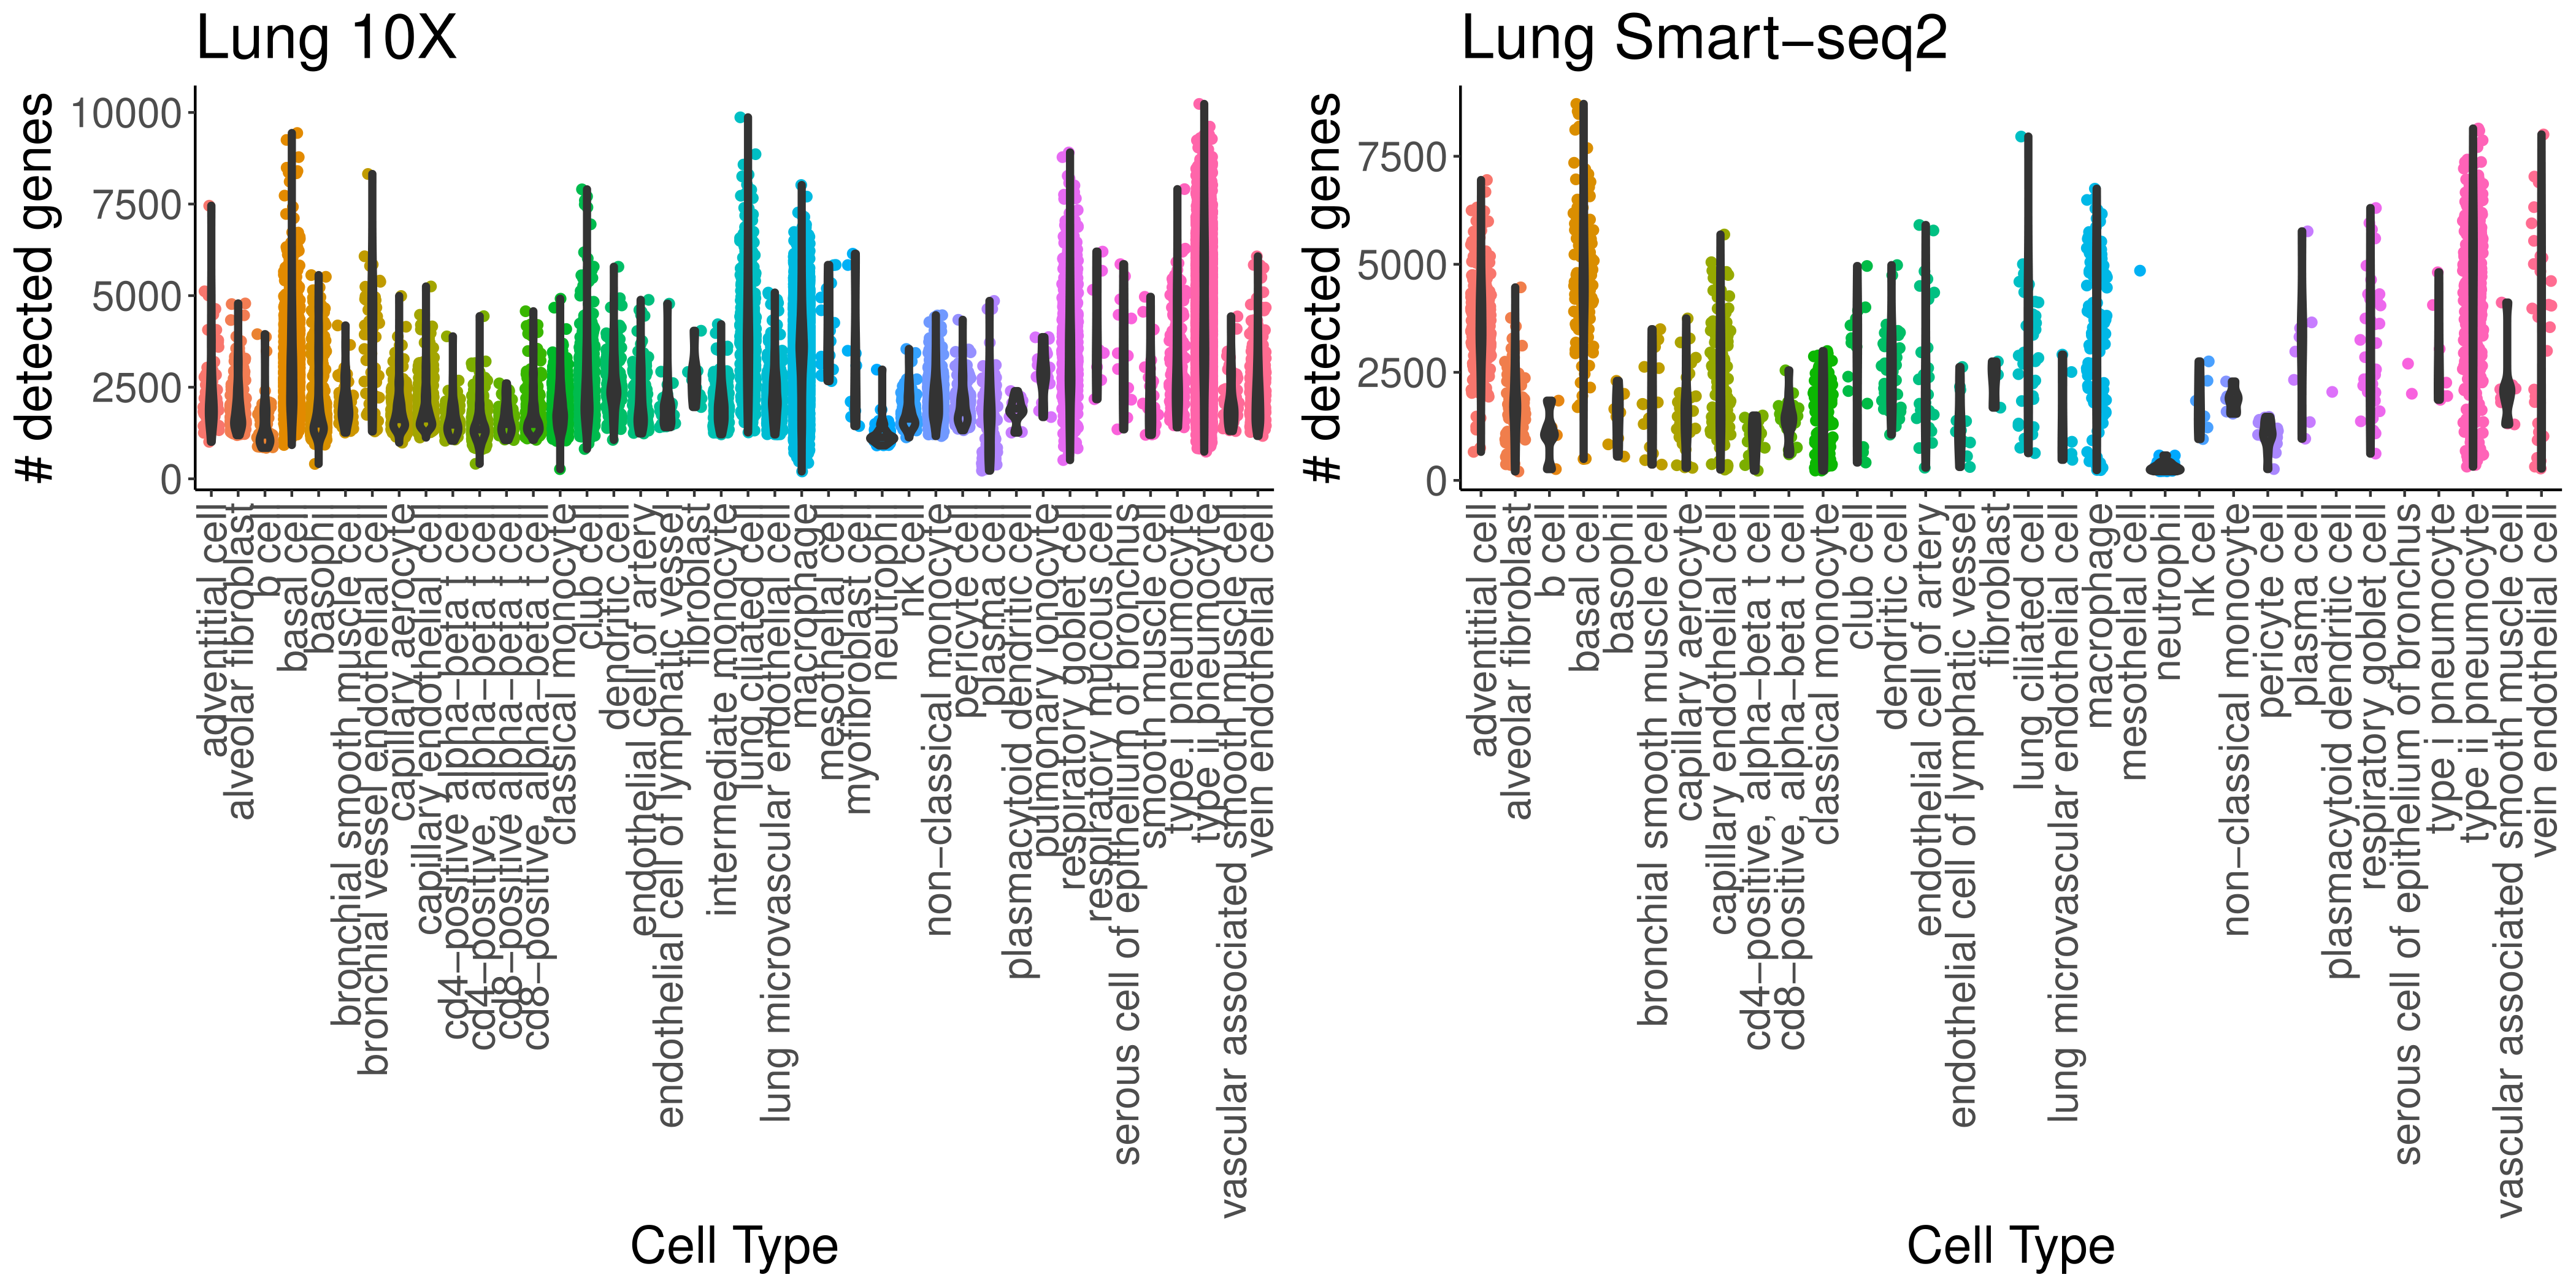 Lung 10X
# detected genes
10000
7500
5000
2500
0
adventitial cell
alveolar fibroblast
b cell
basal cell
basophil
bronchial smooth muscle cell
bronchial vessel endothelial cell
capillary aerocyte
capillary endothelial cell
cd4−positive alpha−beta t cell
cd4−positive, alpha−beta t cell
cd8−positive alpha−beta t cell
cd8−positive, alpha−beta t cell
classical monocyte
club cell
dendritic cell
endothelial cell of artery
endothelial cell of lymphatic vessel
fibroblast
intermediate monocyte
lung ciliated cell
lung microvascular endothelial cell
macrophage
mesothelial cell
myofibroblast cell
neutrophil
nk cell
non−classical monocyte
pericyte cell
plasma cell
plasmacytoid dendritic cell
pulmonary ionocyte
respiratory goblet cell
respiratory mucous cell
serous cell of epithelium of bronchus
smooth muscle cell
type i pneumocyte
type ii pneumocyte
vascular associated smooth muscle cell
vein endothelial cell
Cell Type
Lung Smart−seq2
# detected genes
7500
5000
2500
0
adventitial cell
alveolar fibroblast
b cell
basal cell
basophil
bronchial smooth muscle cell
capillary aerocyte
capillary endothelial cell
cd4−positive, alpha−beta t cell
cd8−positive, alpha−beta t cell
classical monocyte
club cell
dendritic cell
endothelial cell of artery
endothelial cell of lymphatic vessel
fibroblast
lung ciliated cell
lung microvascular endothelial cell
macrophage
mesothelial cell
neutrophil
nk cell
non−classical monocyte
pericyte cell
plasma cell
plasmacytoid dendritic cell
respiratory goblet cell
serous cell of epithelium of bronchus
type i pneumocyte
type ii pneumocyte
vascular associated smooth muscle cell
vein endothelial cell
Cell Type